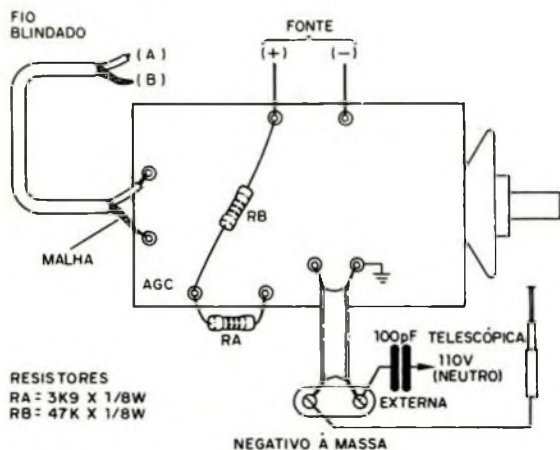 FIO
BLINDADO
(A)
(B)
FONTE
(+) (−)
RB
MALHA
AGC
RA
100pF TELESCÓPICA
110V
(NEUTRO)
EXTERNA
RESISTORES
RA = 3K9 X 1/8W
RB = 47K X 1/8W
NEGATIVO À MASSA